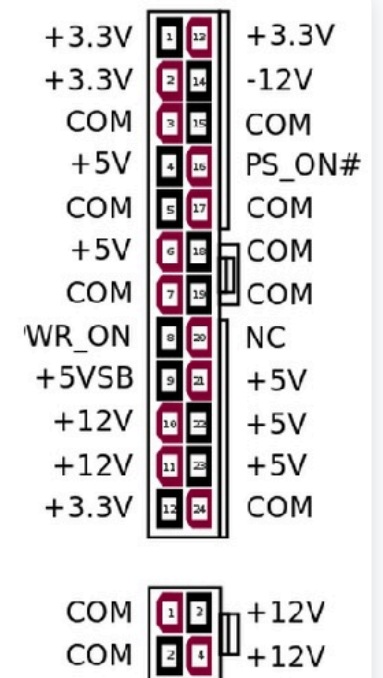 +3.3V 1 13 +3.3V
+3.3V 2 14 -12V
COM 3 15 COM
+5V 4 16 PS_ON#
COM 5 17 COM
+5V 6 18 COM
COM 7 19 COM
WR_ON 8 20 NC
+5VSB 9 21 +5V
+12V 10 22 +5V
+12V 11 23 +5V
+3.3V 12 24 COM
COM 1 3 +12V
COM 2 4 +12V